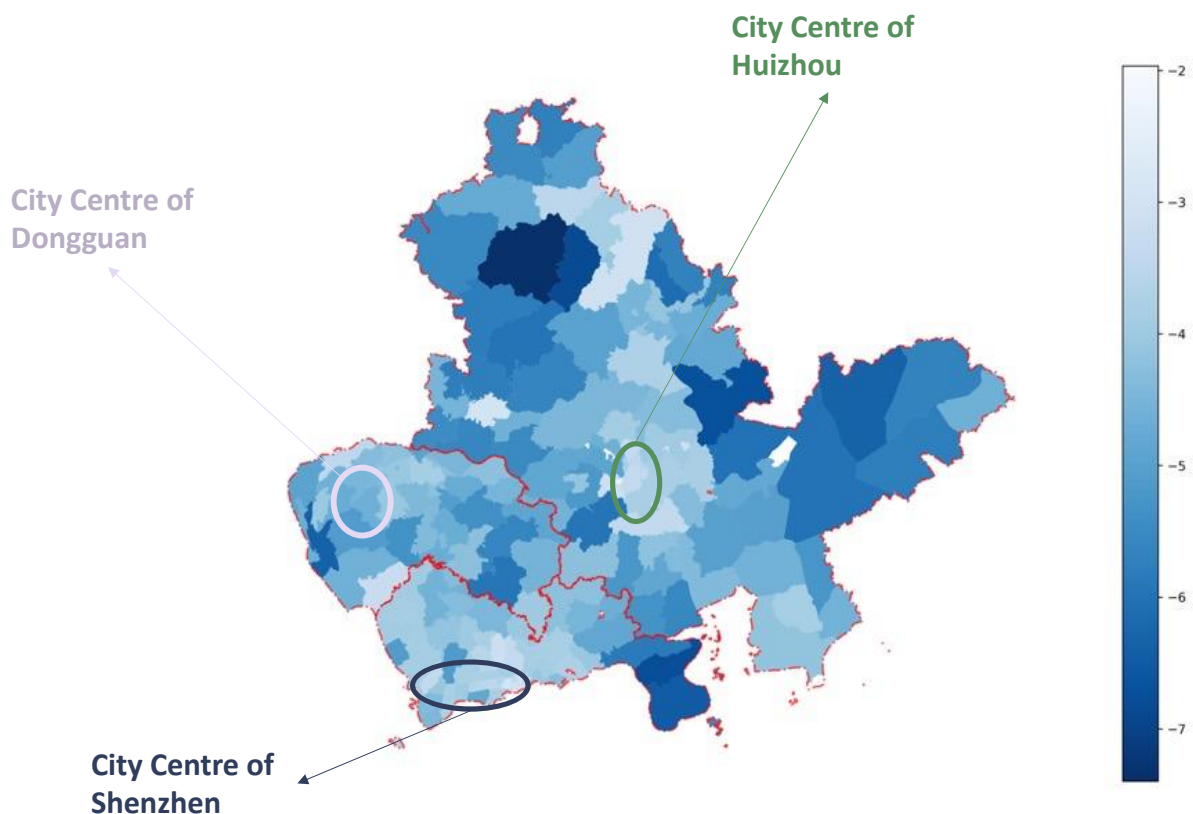 City Centre of
Huizhou
City Centre of
Dongguan
−2
−3
−4
−5
−6
−7
City Centre of
Shenzhen